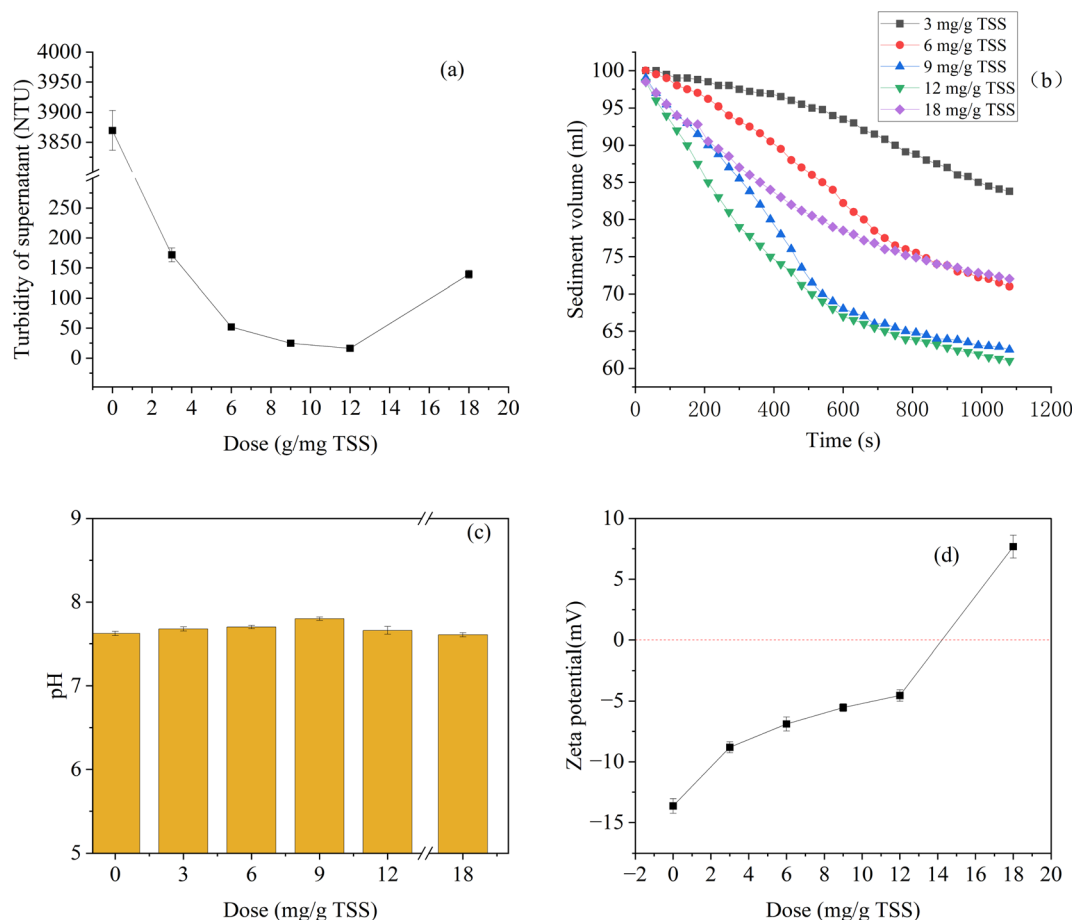 (a)
4000
3950
3900
3850
250
200
150
100
50
0
Turbidity of supernatant (NTU)
0 2 4 6 8 10 12 14 16 18 20
Dose (g/mg TSS)
3 mg/g TSS
6 mg/g TSS
9 mg/g TSS
12 mg/g TSS
18 mg/g TSS
(b)
100
95
90
85
80
75
70
65
60
Sediment volume (ml)
0 200 400 600 800 1000 1200
Time (s)
(c)
9
8
7
6
5
pH
0 3 6 9 12 18
Dose (mg/g TSS)
(d)
10
5
0
−5
−10
−15
Zeta potential(mV)
−2 0 2 4 6 8 10 12 14 16 18 20
Dose (mg/g TSS)